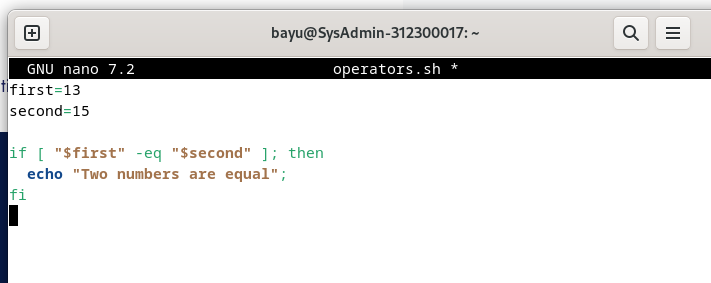 bayu@SysAdmin-312300017: ~
GNU nano 7.2 operators.sh *
first=13
second=15
if [ "$first" -eq "$second" ]; then
echo "Two numbers are equal";
fi